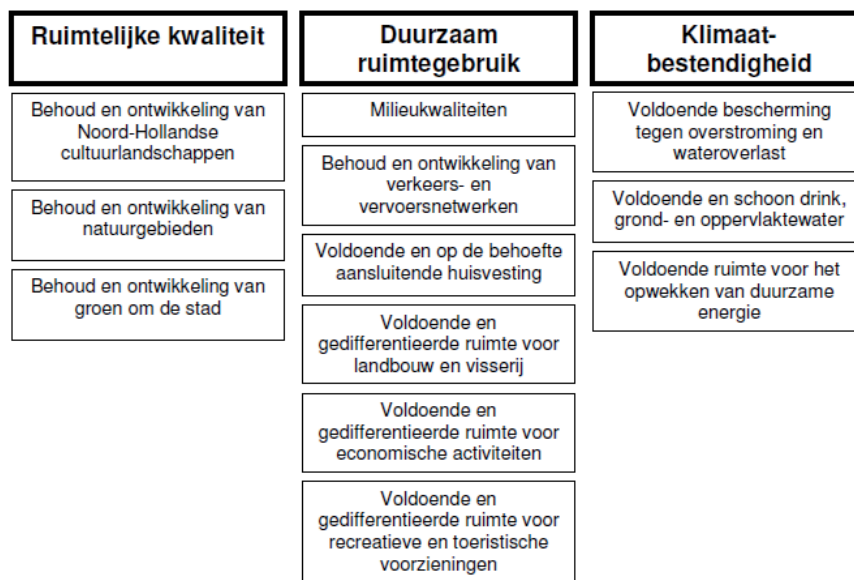 Ruimtelijke kwaliteit
Behoud en ontwikkeling van
Noord-Hollandse
cultuurlandschappen
Behoud en ontwikkeling van
natuurgebieden
Behoud en ontwikkeling van
groen om de stad
Duurzaam
ruimtegebruik
Milieukwaliteiten
Behoud en ontwikkeling van
verkeers- en
vervoersnetwerken
Voldoende en op de behoefte
aansluitende huisvesting
Voldoende en
gedifferentieerde ruimte voor
landbouw en visserij
Voldoende en
gedifferentieerde ruimte voor
economische activiteiten
Voldoende en
gedifferentieerde ruimte voor
recreatieve en toeristische
voorzieningen
Klimaat-
bestendigheid
Voldoende bescherming
tegen overstroming en
wateroverlast
Voldoende en schoon drink,
grond- en oppervlaktewater
Voldoende ruimte voor het
opwekken van duurzame
energie